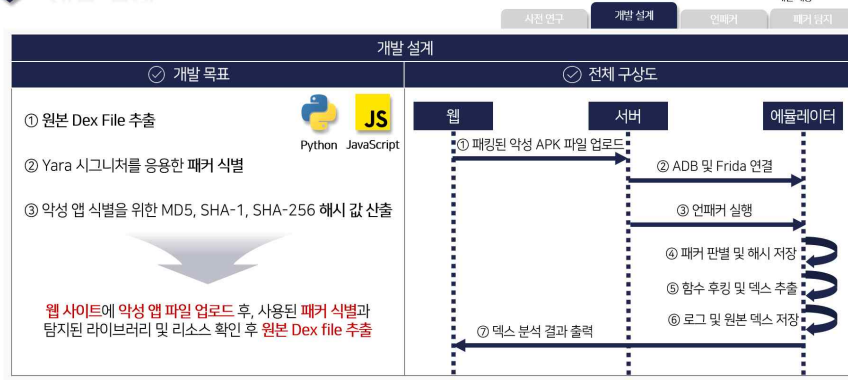 사전 연구
개발 설계
언패커
패커 탐지
개발 설계
개발 목표
전체 구상도
① 원본 Dex File 추출
JS
Python JavaScript
② Yara 시그니처를 응용한 패커 식별
③ 악성 앱 식별을 위한 MD5, SHA-1, SHA-256 해시 값 산출
웹 사이트에 악성 앱 파일 업로드 후, 사용된 패커 식별과
탐지된 라이브러리 및 리소스 확인 후 원본 Dex file 추출
웹
서버
에뮬레이터
① 패킹된 악성 APK 파일 업로드
② ADB 및 Frida 연결
③ 언패커 실행
④ 패커 판별 및 해시 저장
⑤ 함수 후킹 및 덱스 추출
⑥ 로그 및 원본 덱스 저장
⑦ 덱스 분석 결과 출력